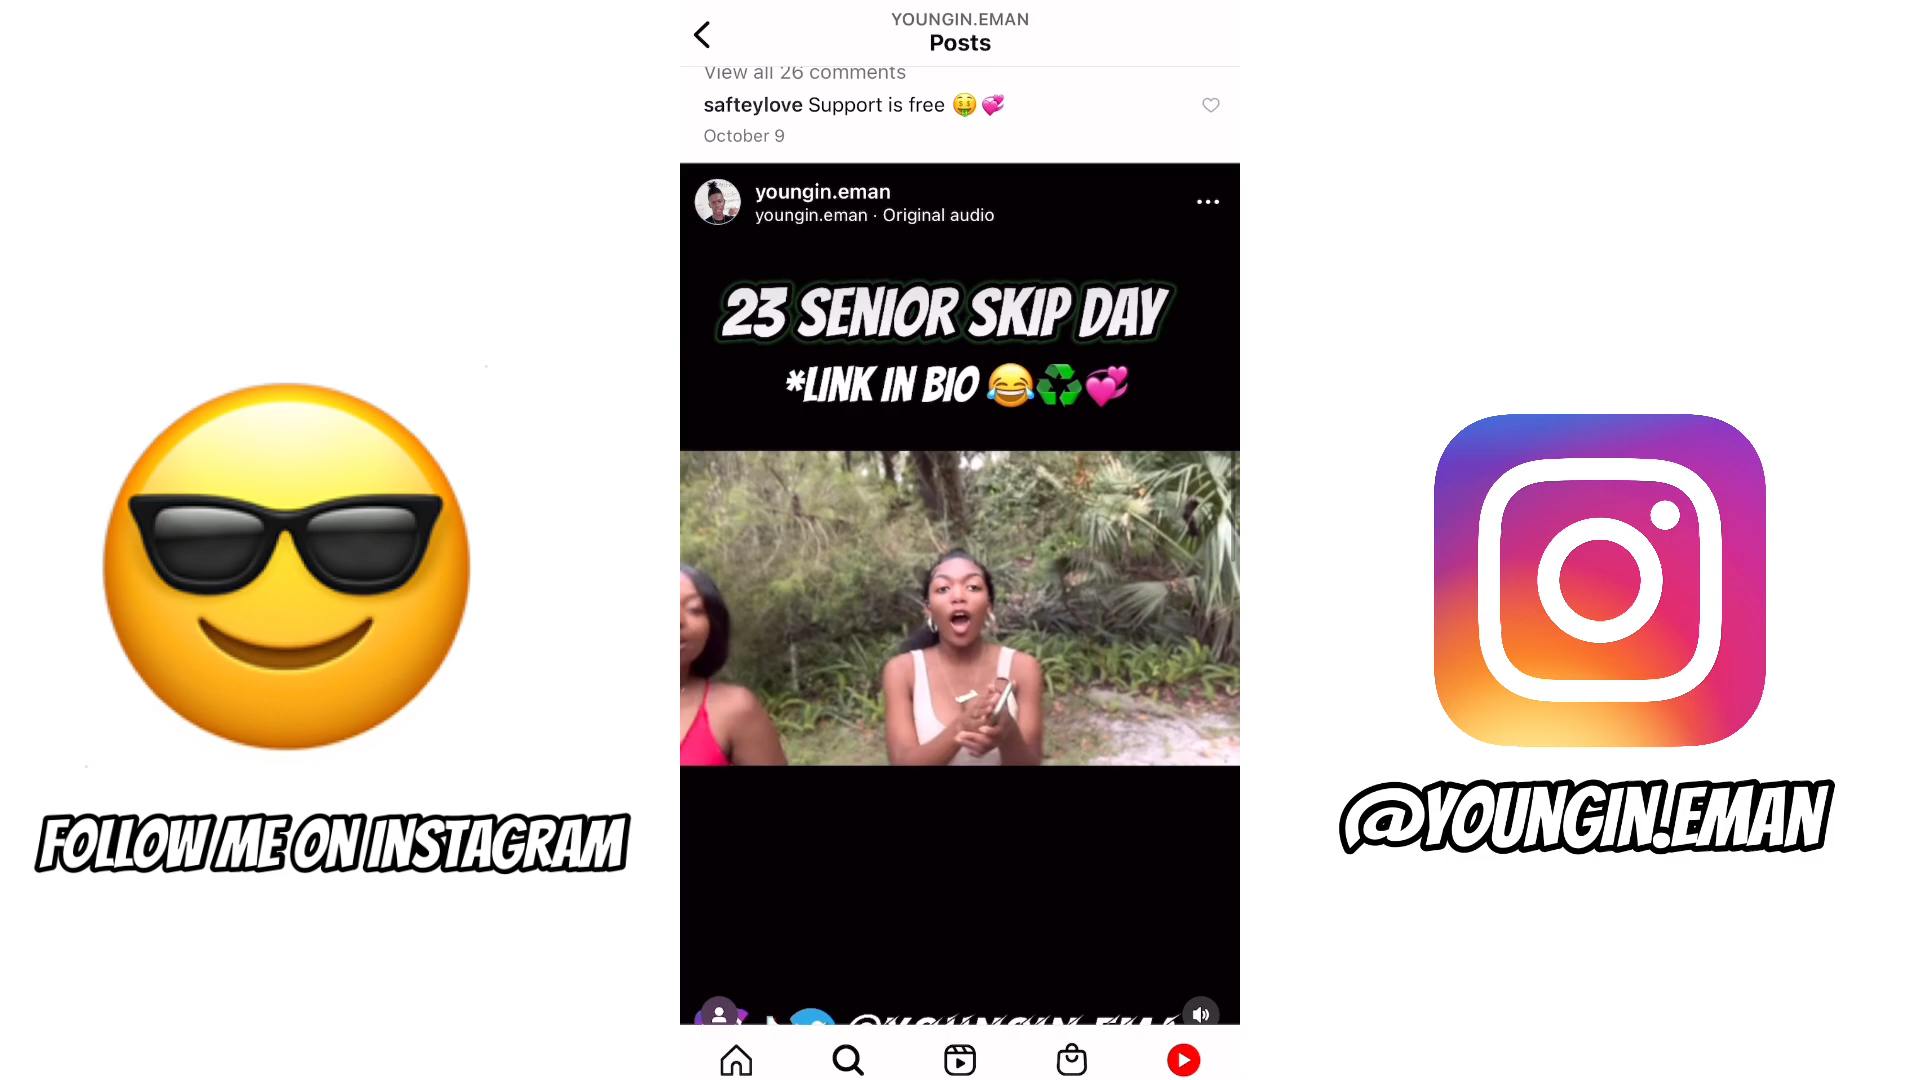 YOUNGIN.EMAN
Posts
View all 26 comments
safteylove Support is free 🤑 💞
October 9
youngin.eman
youngin.eman · Original audio
23 SENIOR SKIP DAY
*LINK IN BIO 😂♻️💞
FOLLOW ME ON INSTAGRAM
@YOUNGIN.EMAN